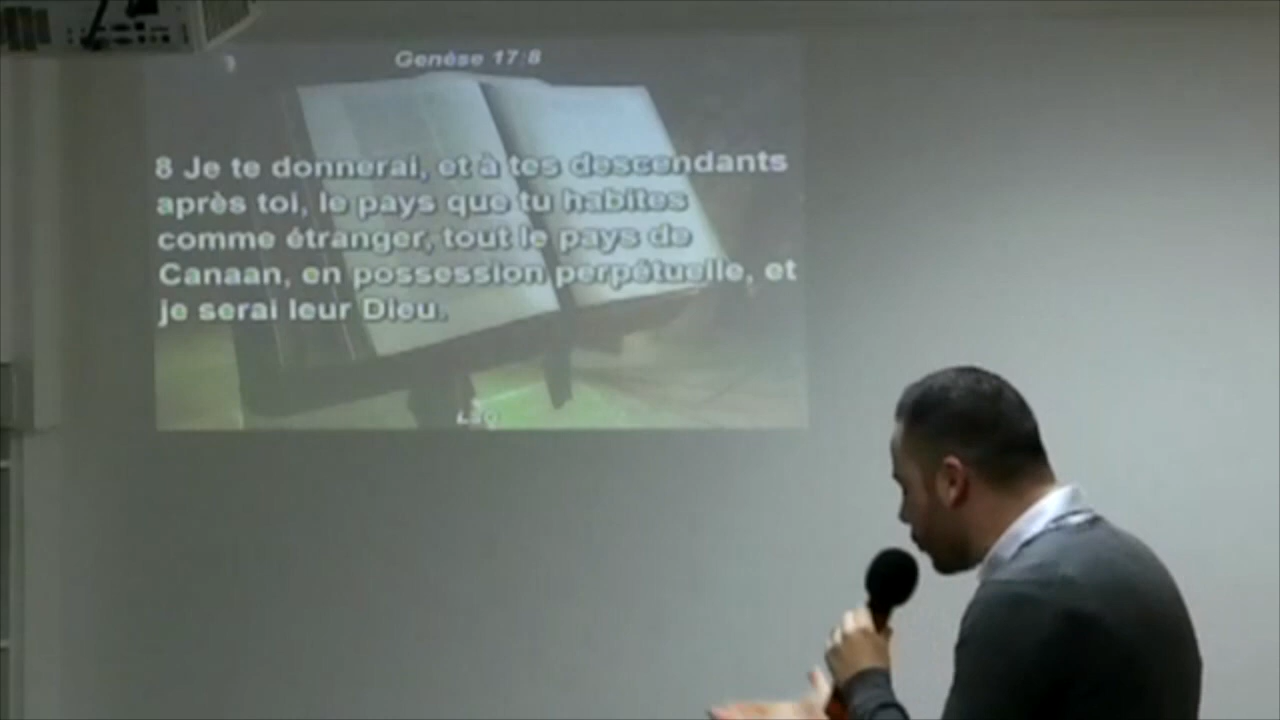 Genèse 17:8
8 Je te donnerai, et à tes descendants
après toi, le pays que tu habites
comme étranger, tout le pays de
Canaan, en possession perpétuelle, et
je serai leur Dieu.
LSG